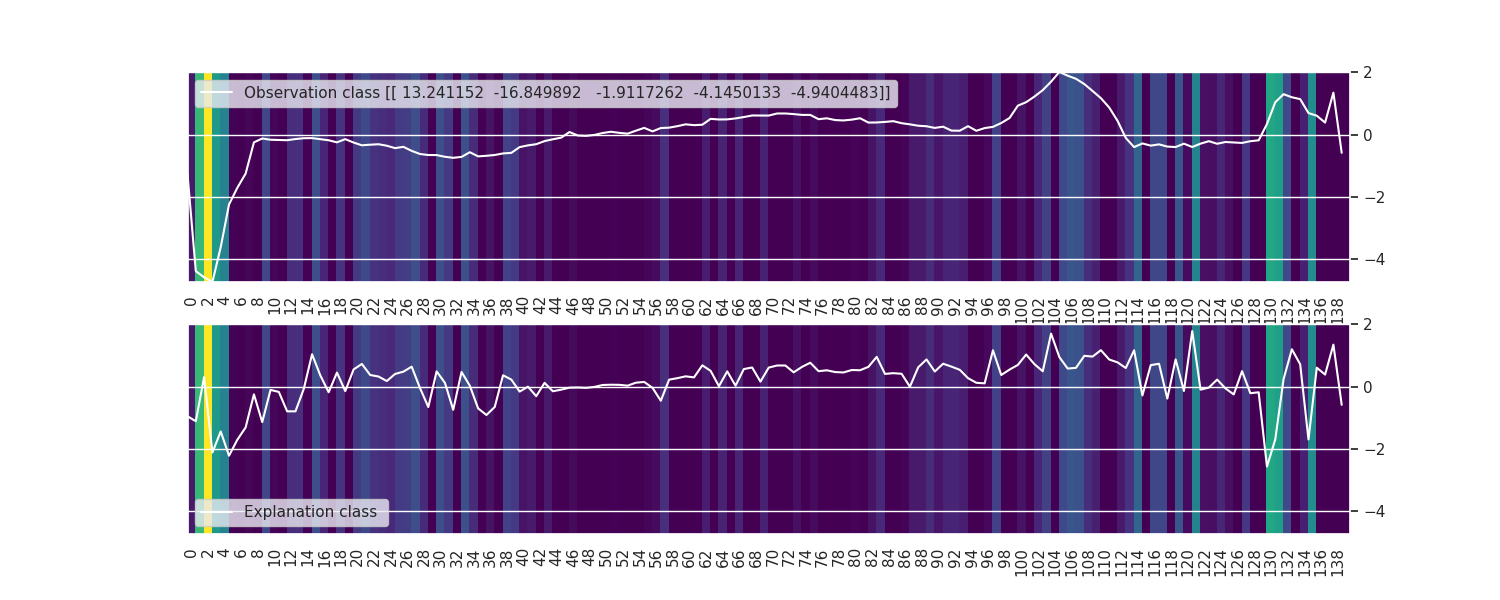 Observation class [[ 13.241152 -16.849892 -1.9117262 -4.1450133 -4.9404483]]
2
0
−2
−4
0 2 4 6 8 10 12 14 16 18 20 22 24 26 28 30 32 34 36 38 40 42 44 46 48 50 52 54 56 58 60 62 64 66 68 70 72 74 76 78 80 82 84 86 88 90 92 94 96 98 100 102 104 106 108 110 112 114 116 118 120 122 124 126 128 130 132 134 136 138
2
0
−2
−4
Explanation class
0 2 4 6 8 10 12 14 16 18 20 22 24 26 28 30 32 34 36 38 40 42 44 46 48 50 52 54 56 58 60 62 64 66 68 70 72 74 76 78 80 82 84 86 88 90 92 94 96 98 100 102 104 106 108 110 112 114 116 118 120 122 124 126 128 130 132 134 136 138